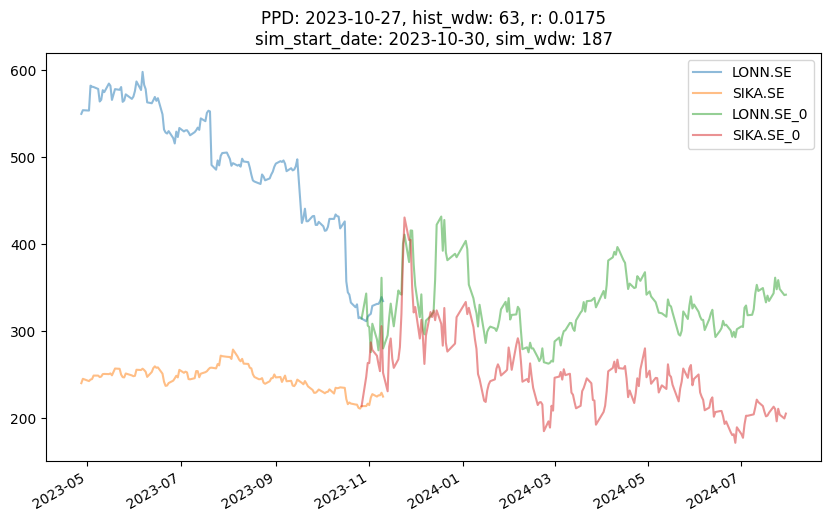 PPD: 2023-10-27, hist_wdw: 63, r: 0.0175
sim_start_date: 2023-10-30, sim_wdw: 187
600
500
400
300
200
LONN.SE
SIKA.SE
LONN.SE_0
SIKA.SE_0
2023-05
2023-07
2023-09
2023-11
2024-01
2024-03
2024-05
2024-07